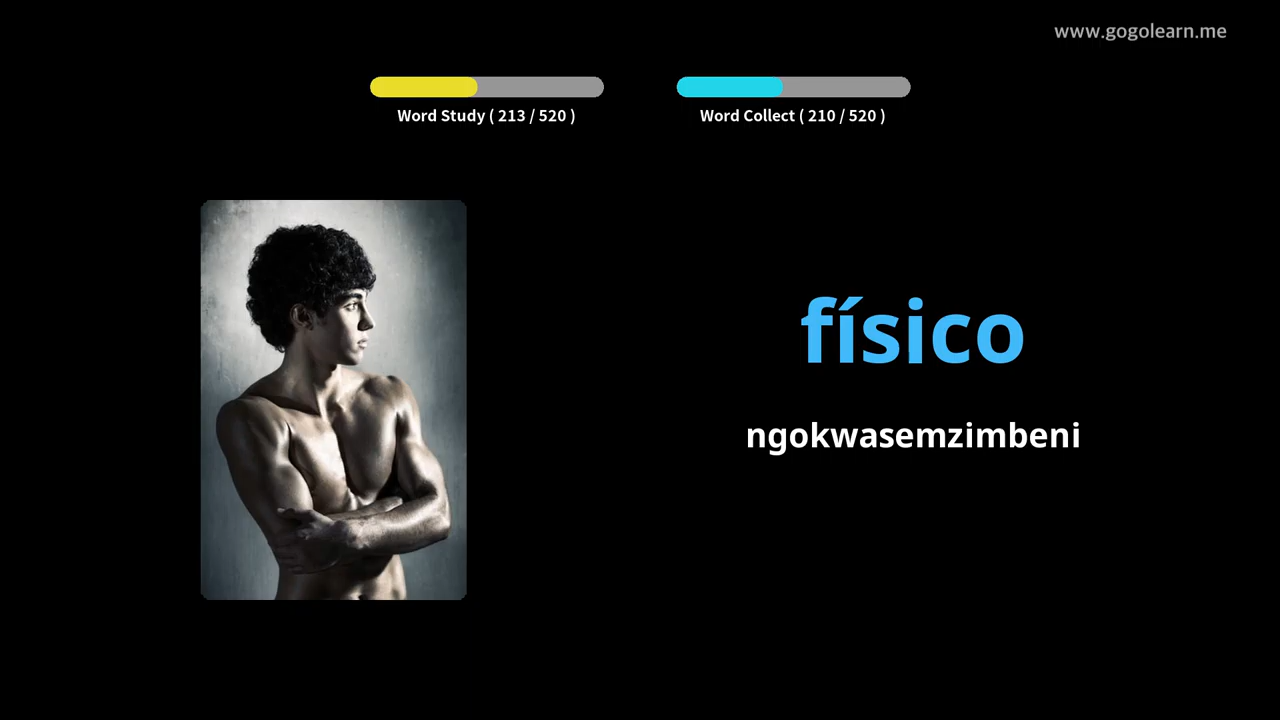 www.gogolearn.me
Word Study ( 213 / 520 )
Word Collect ( 210 / 520 )
físico
ngokwasemzimbeni